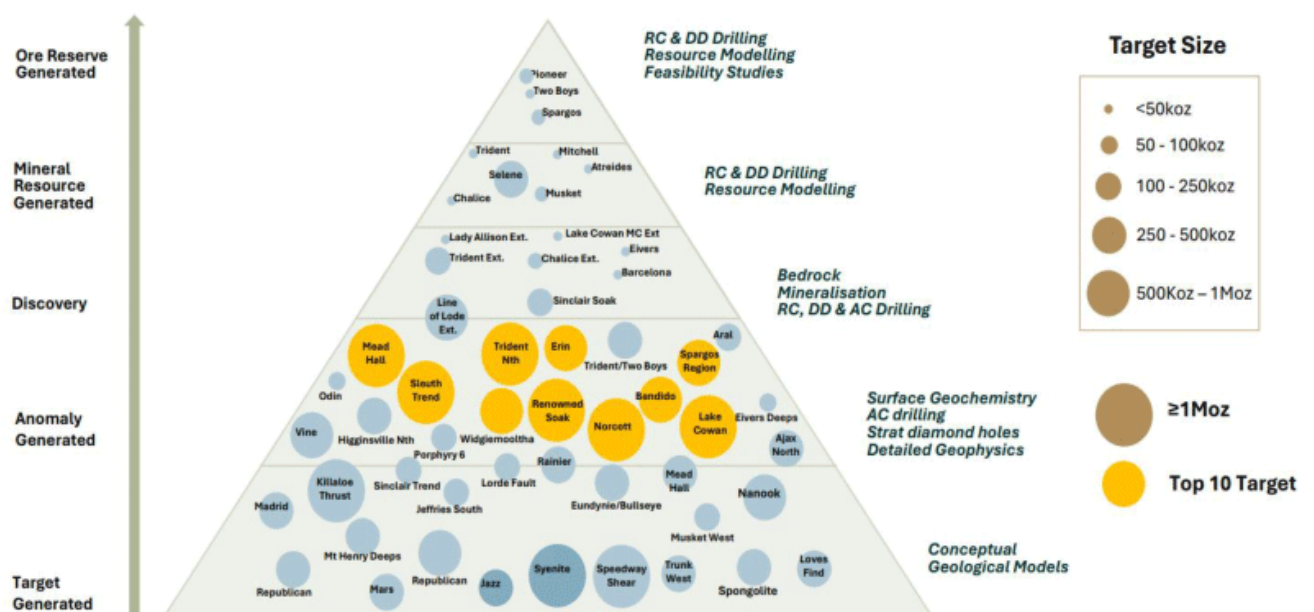 Ore Reserve
Generated
RC & DD Drilling
Resource Modelling
Feasibility Studies
Pioneer
Two Boys
Spargos
Mineral
Resource
Generated
RC & DD Drilling
Resource Modelling
Trident
Mitchell
Selene
Atreides
Chalice
Musket
Discovery
Bedrock
Mineralisation
RC, DD & AC Drilling
Lady Allison Ext.
Lake Cowan MC Ext
Trident Ext.
Chalice Ext.
Eivers
Barcelona
Line
of Lode
Ext.
Sinclair Soak
Anomaly
Generated
Surface Geochemistry
AC drilling
Strat diamond holes
Detailed Geophysics
Mead
Hall
Trident
Nth
Erin
Trident/Two Boys
Spargos
Region
Aral
Odin
Sleuth
Trend
Widgiemooltha
Renowned
Soak
Norcott
Bandido
Lake
Cowan
Eivers Deeps
Vine
Higginsville Nth
Porphyry 6
Ajax
North
Target
Generated
Conceptual
Geological Models
Killaloe
Thrust
Sinclair Trend
Jeffries South
Lorde Fault
Rainier
Eundynie/Bullseye
Mead
Hall
Nanook
Musket West
Madrid
Mt Henry Deeps
Republican
Mars
Republican
Jazz
Syenite
Speedway
Shear
Trunk
West
Spongolite
Loves
Find
Target Size
<50koz
50 - 100koz
100 - 250koz
250 - 500koz
500Koz – 1Moz
≥1Moz
Top 10 Target